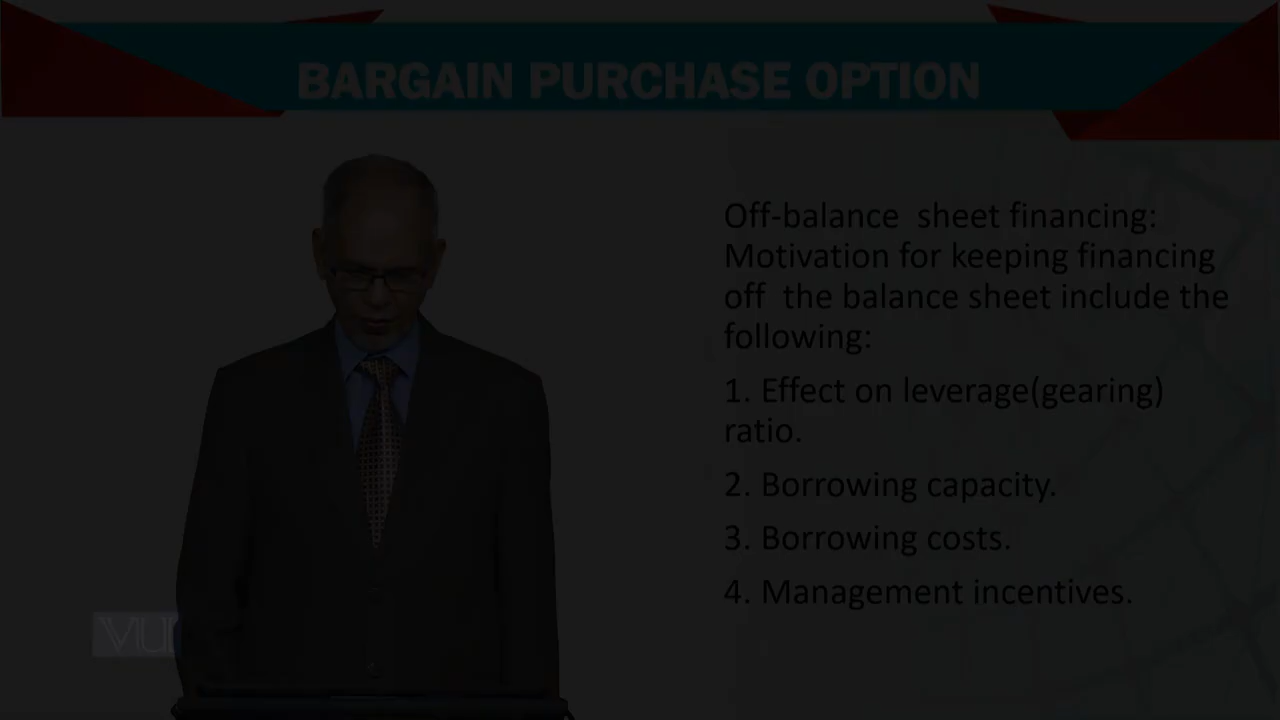 BARGAIN PURCHASE OPTION
Off-balance sheet financing:
Motivation for keeping financing
off the balance sheet include the
following:
1. Effect on leverage(gearing)
ratio.
2. Borrowing capacity.
3. Borrowing costs.
4. Management incentives.
VU